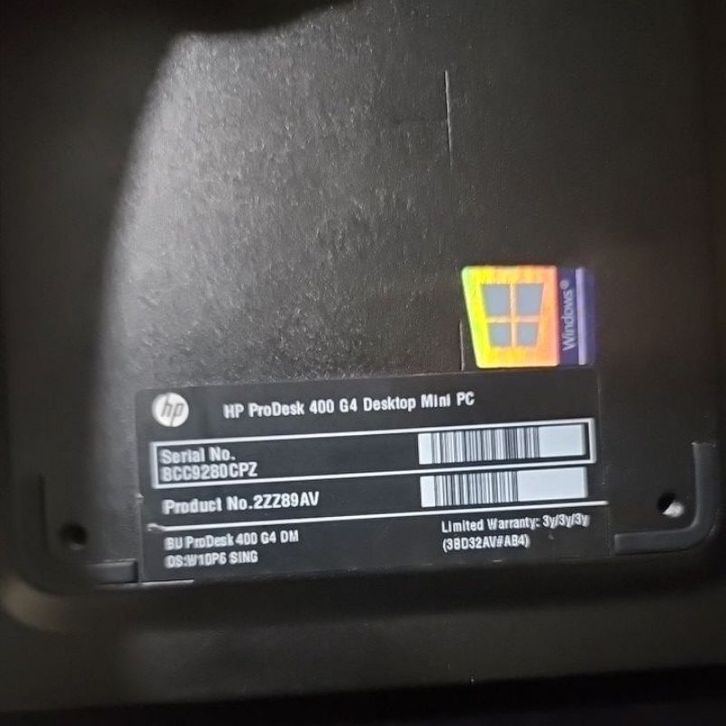 Windows®
hp
HP ProDesk 400 G4 Desktop Mini PC
Serial No.
BCC9280CPZ
Product No.2ZZ89AV
BU ProDesk 400 G4 DM
OS:W10P6 SING
Limited Warranty: 3y/3y/3y
(3BD32AV#AB4)